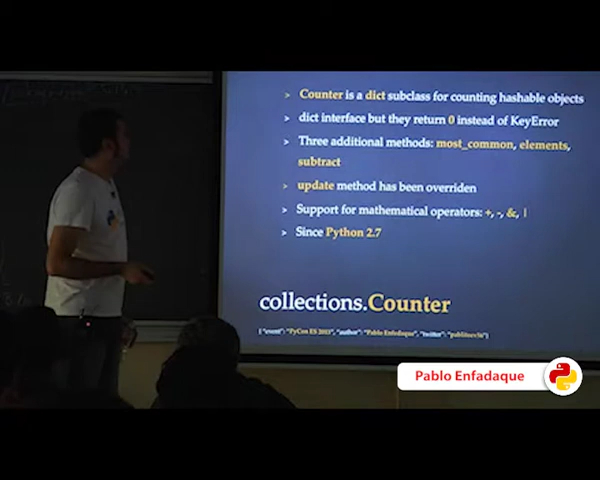 > Counter is a dict subclass for counting hashable objects
> dict interface but they return 0 instead of KeyError
> Three additional methods: most_common, elements,
subtract
> update method has been overriden
> Support for mathematical operators: +, -, &, |
> Since Python 2.7
collections.Counter
{ "event": "PyCon ES 2013", "author": "Pablo Enfadaque", "twitter":
Pablo Enfadaque